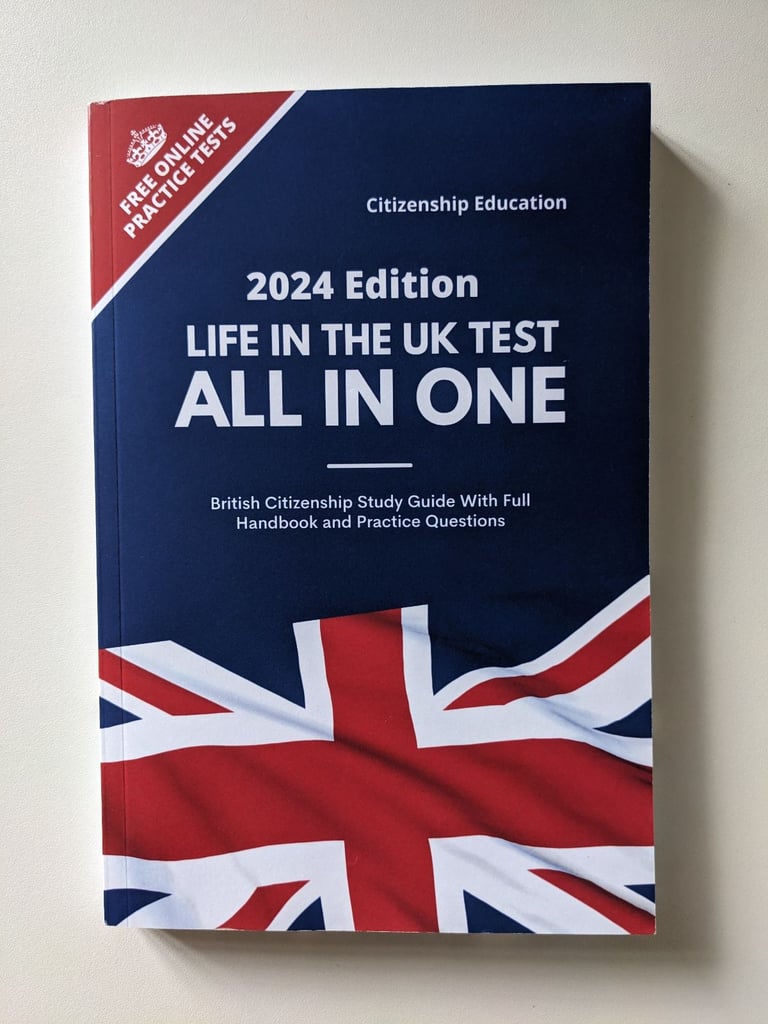 FREE ONLINE
PRACTICE TESTS
Citizenship Education
2024 Edition
LIFE IN THE UK TEST
ALL IN ONE
British Citizenship Study Guide With Full
Handbook and Practice Questions